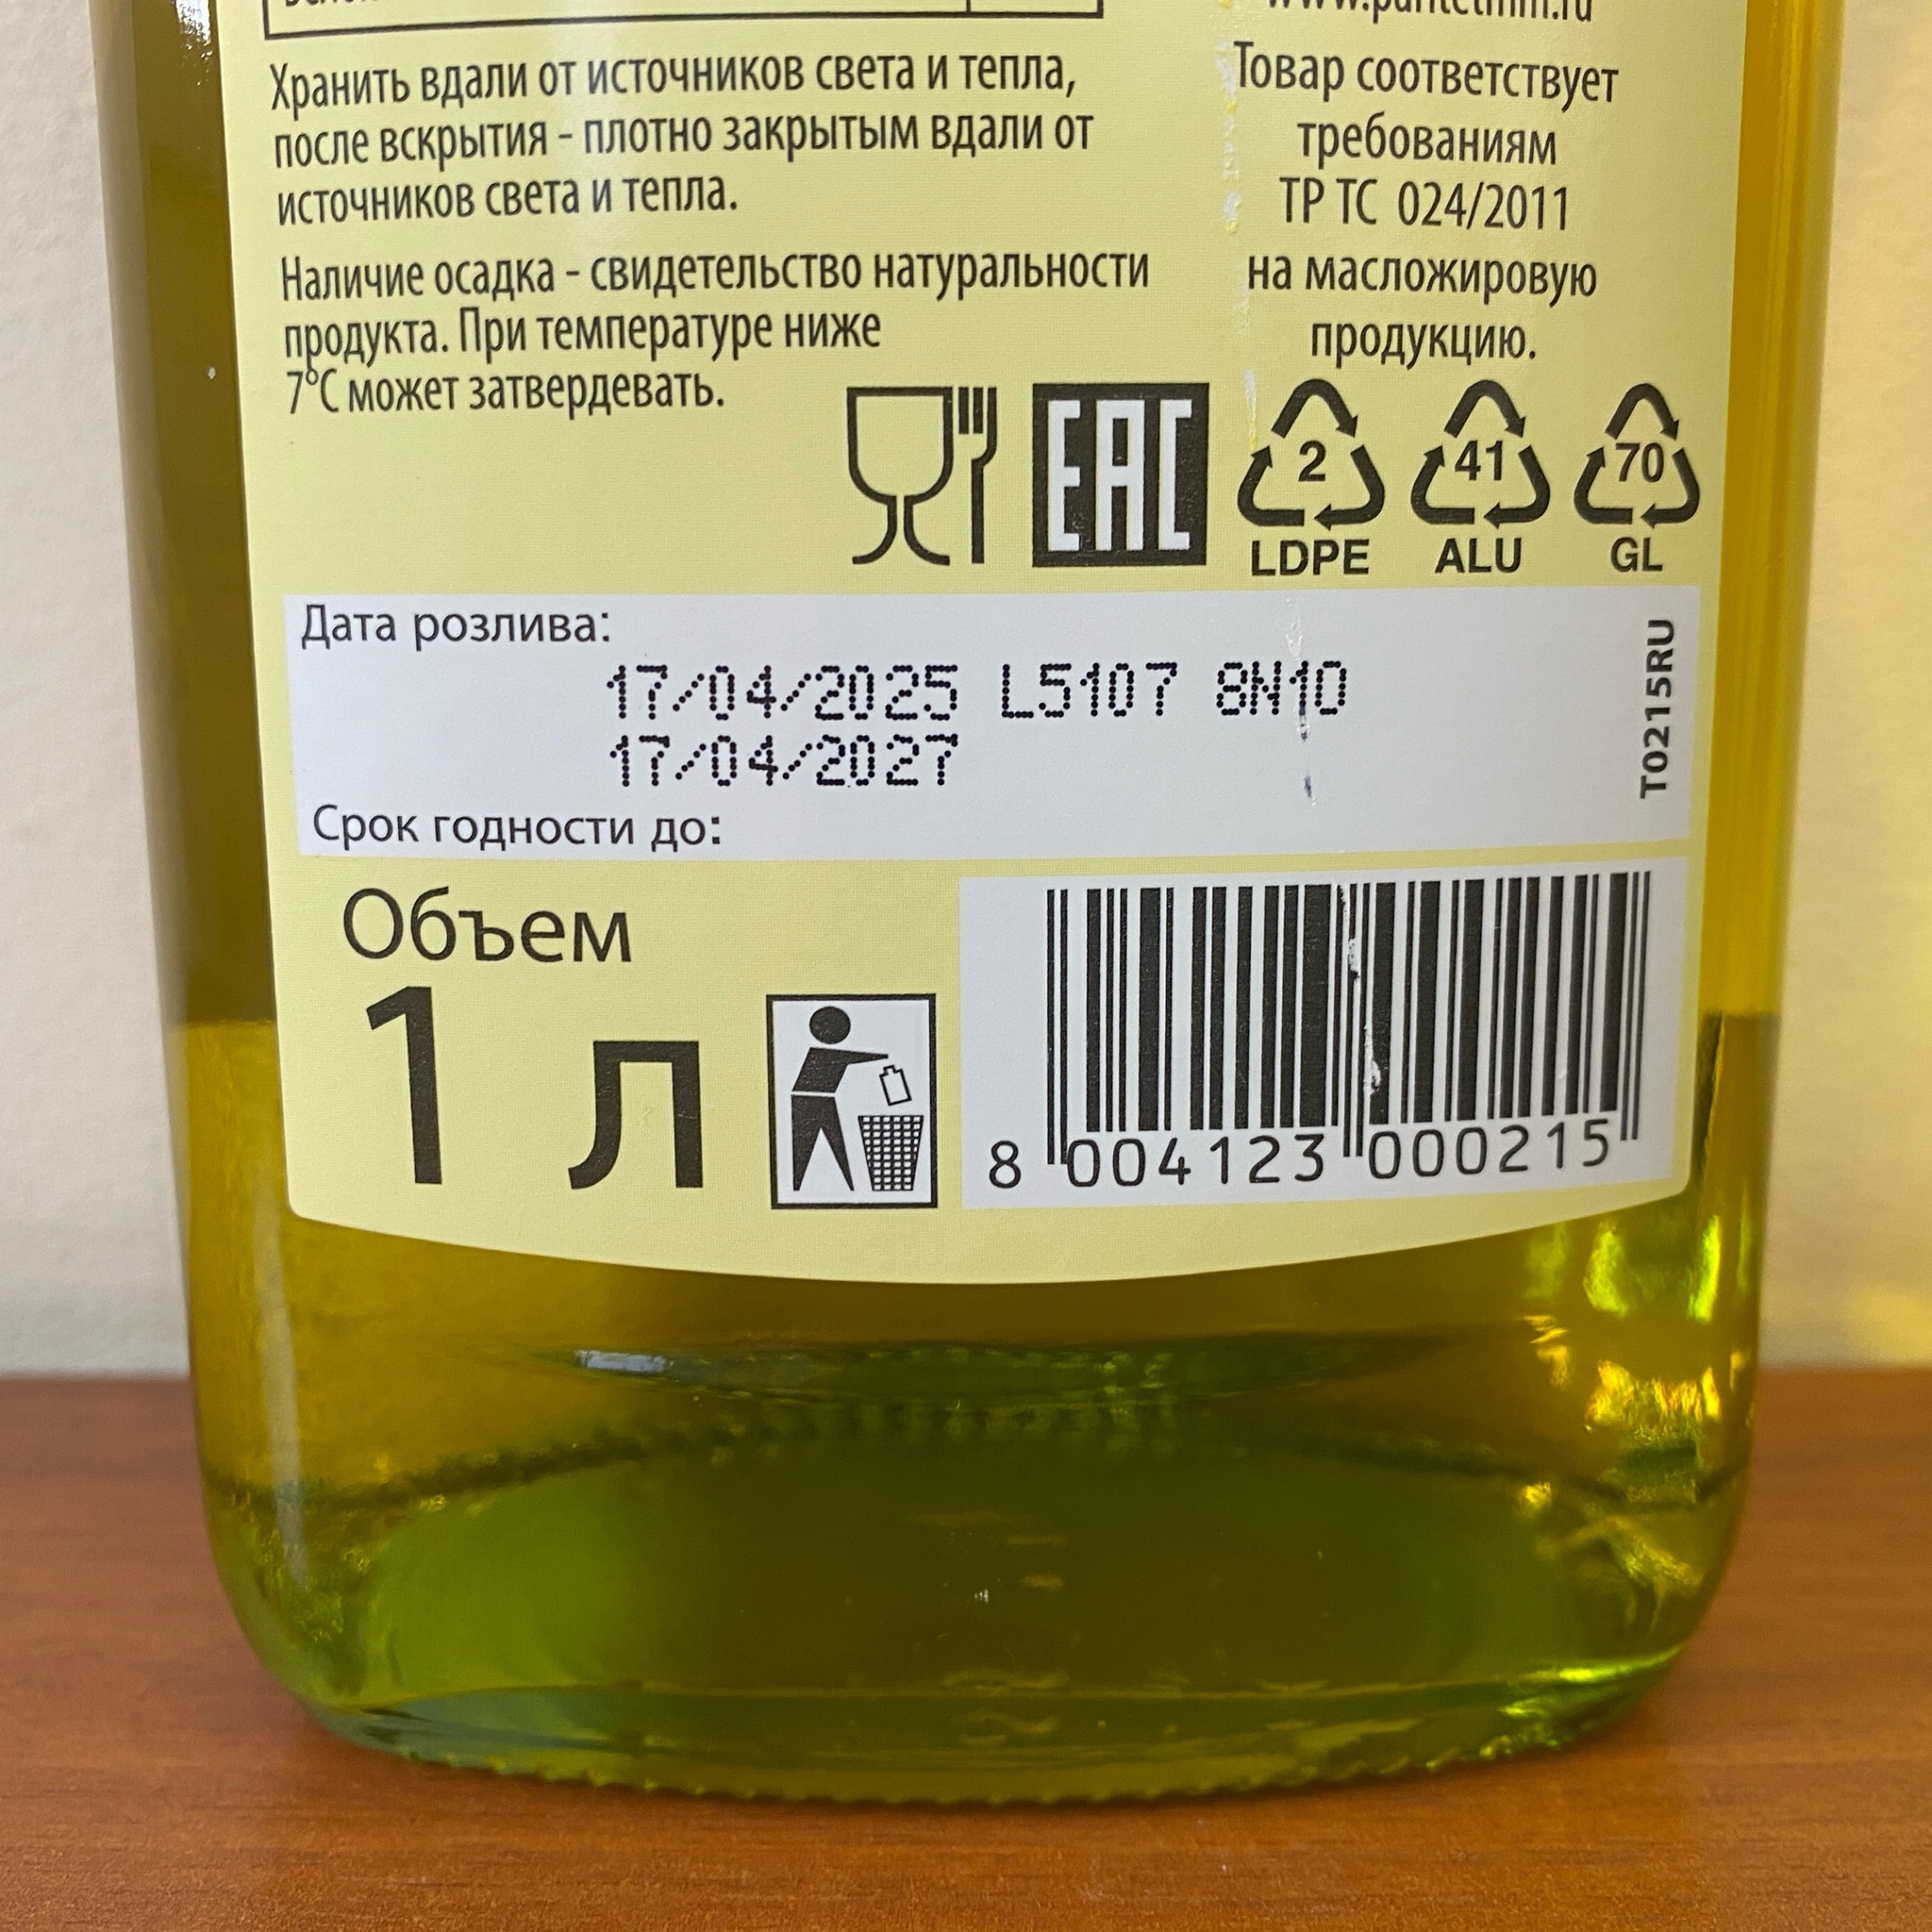 Хранить вдали от источников света и тепла,
после вскрытия - плотно закрытым вдали от
источников света и тепла.
Наличие осадка - свидетельство натуральности
продукта. При температуре ниже
7°C может затвердевать.
Товар соответствует
требованиям
ТР ТС 024/2011
на масложировую
продукцию.
EAC
2
LDPE
41
ALU
70
GL
Дата розлива:
17/04/2025 L5107 8N10
17/04/2027
Срок годности до:
T0215RU
Объем
1 л
8 004123 000215